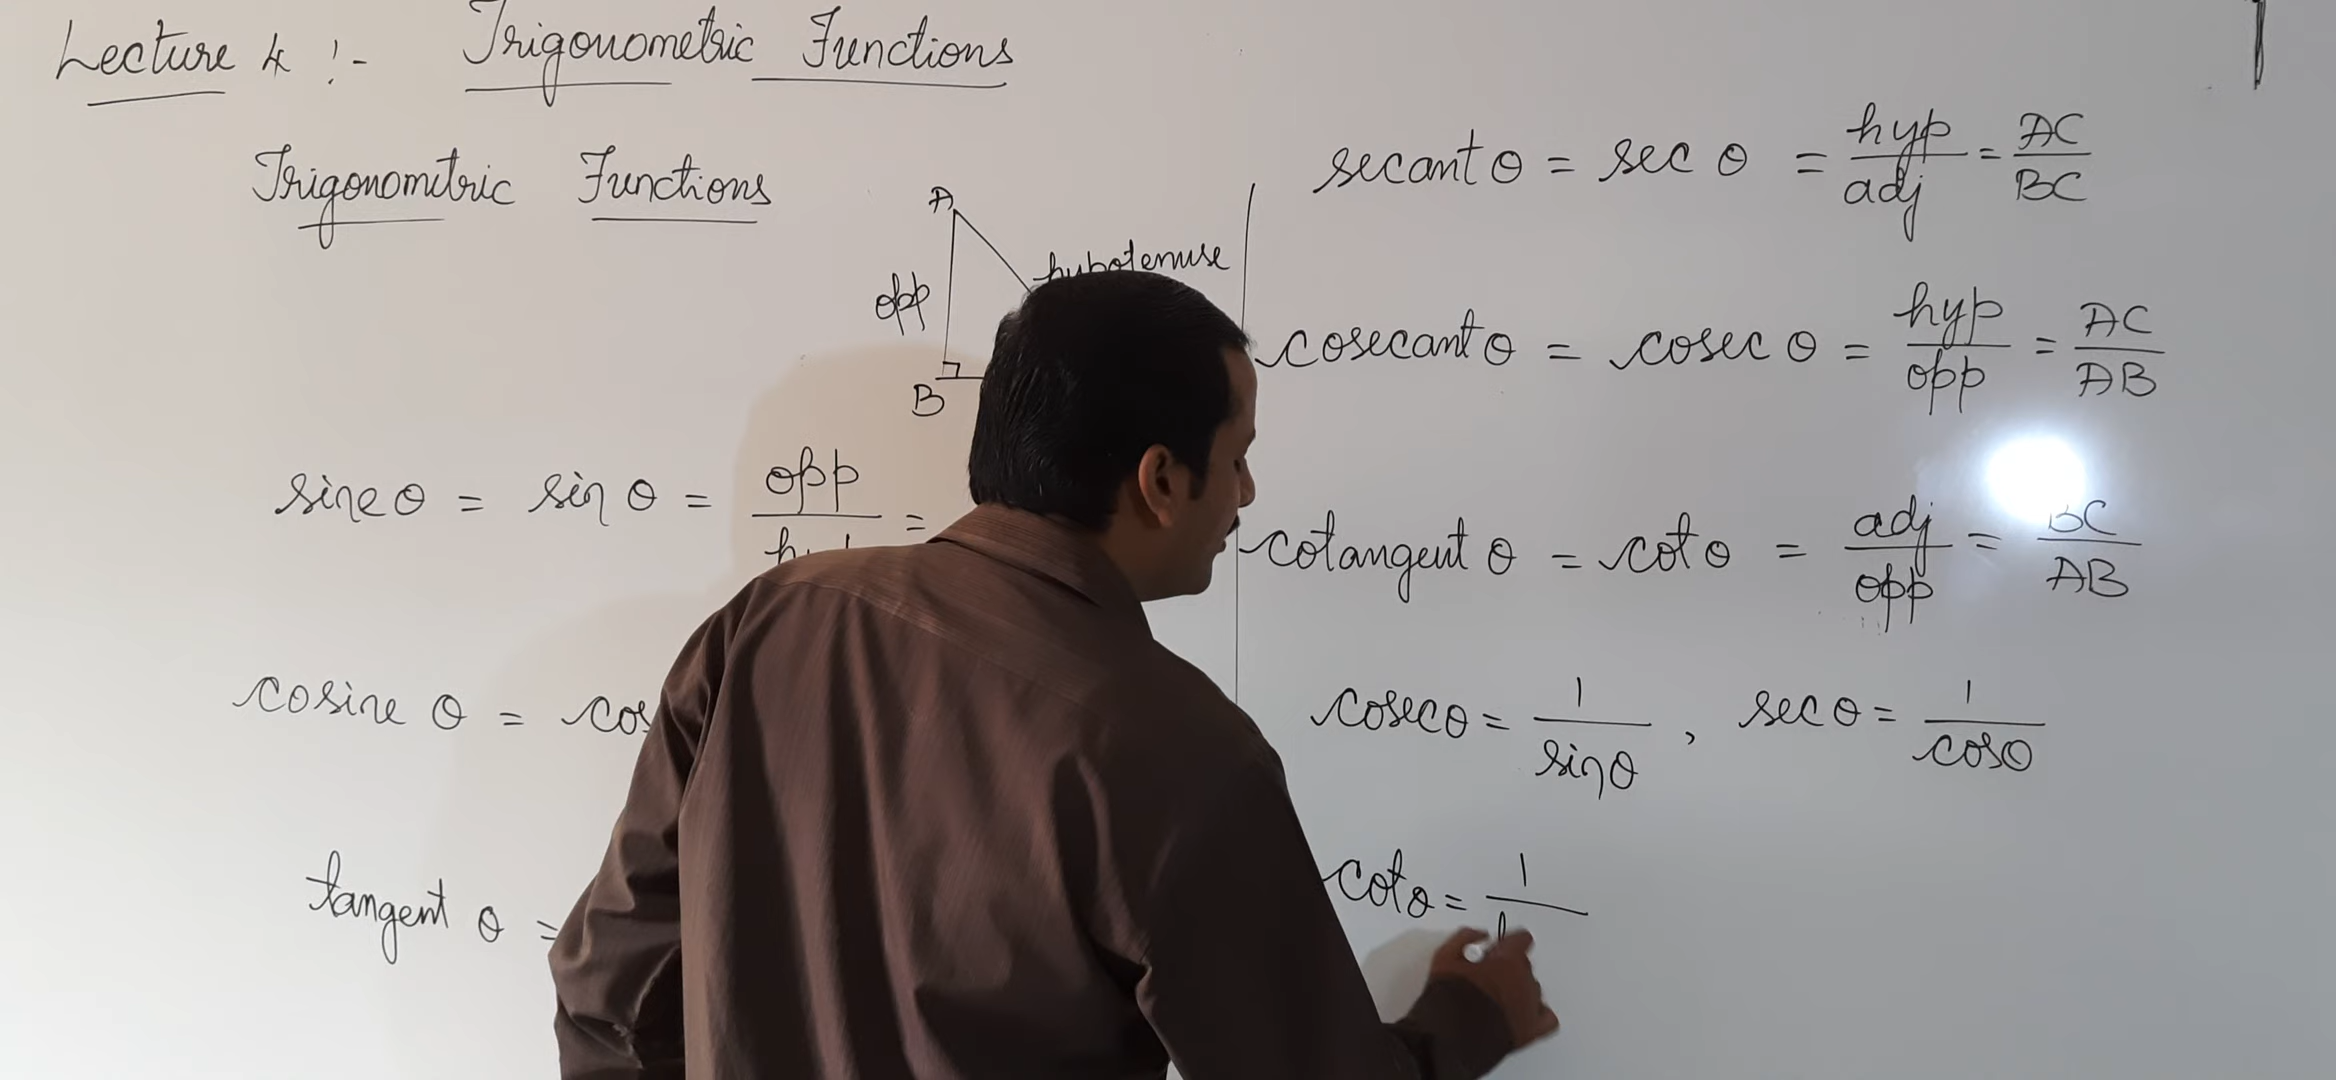 Lecture 4 :- Trigonometric Functions
Trigonometric Functions
A
opp
hypotenuse
B
sine θ = sin θ = opp / hyp =
cosine θ = cos
tangent θ =
secant θ = sec θ = hyp / adj = AC / BC
cosecant θ = cosec θ = hyp / opp = AC / AB
cotangent θ = cot θ = adj / opp = BC / AB
cosec θ = 1 / sin θ , sec θ = 1 / cos θ
cot θ = 1 /